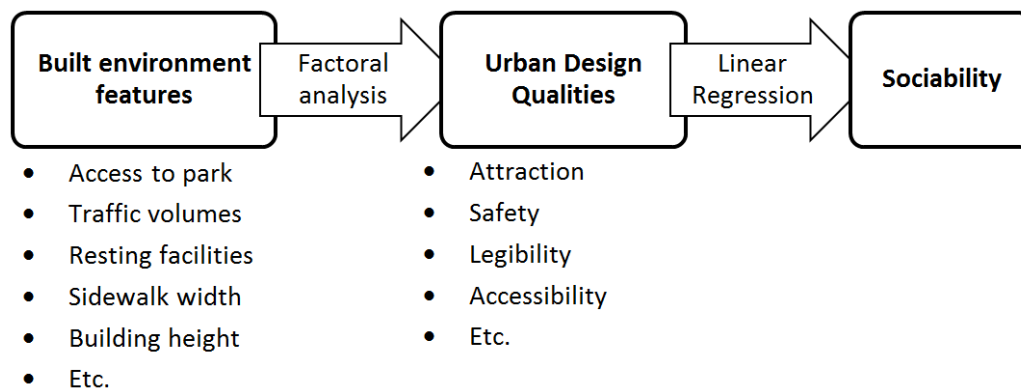 Built environment
features
Factoral
analysis
Urban Design
Qualities
Linear
Regression
Sociability
• Access to park
• Traffic volumes
• Resting facilities
• Sidewalk width
• Building height
• Etc.
• Attraction
• Safety
• Legibility
• Accessibility
• Etc.